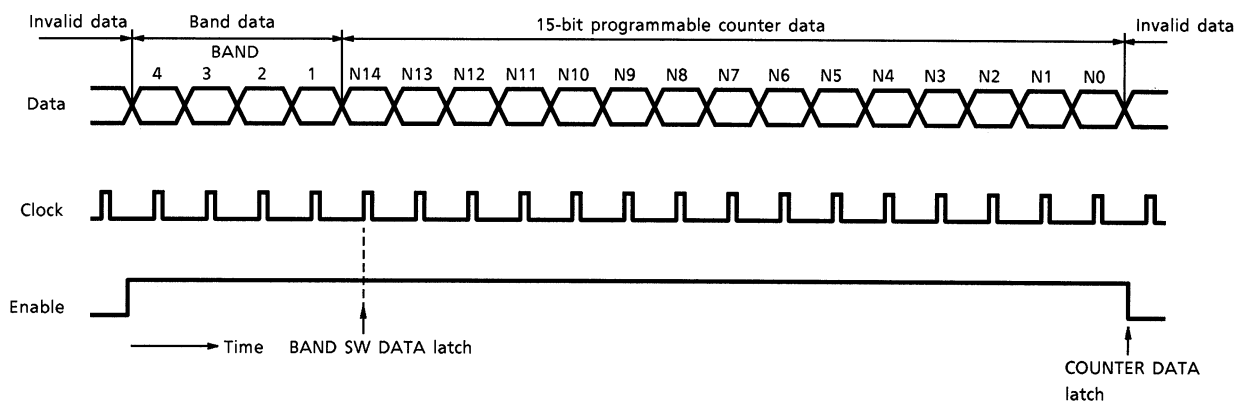 Invalid data Band data 15-bit programmable counter data Invalid data
BAND
4 3 2 1 N14 N13 N12 N11 N10 N9 N8 N7 N6 N5 N4 N3 N2 N1 N0
Data
Clock
Enable
Time BAND SW DATA latch
COUNTER DATA
latch